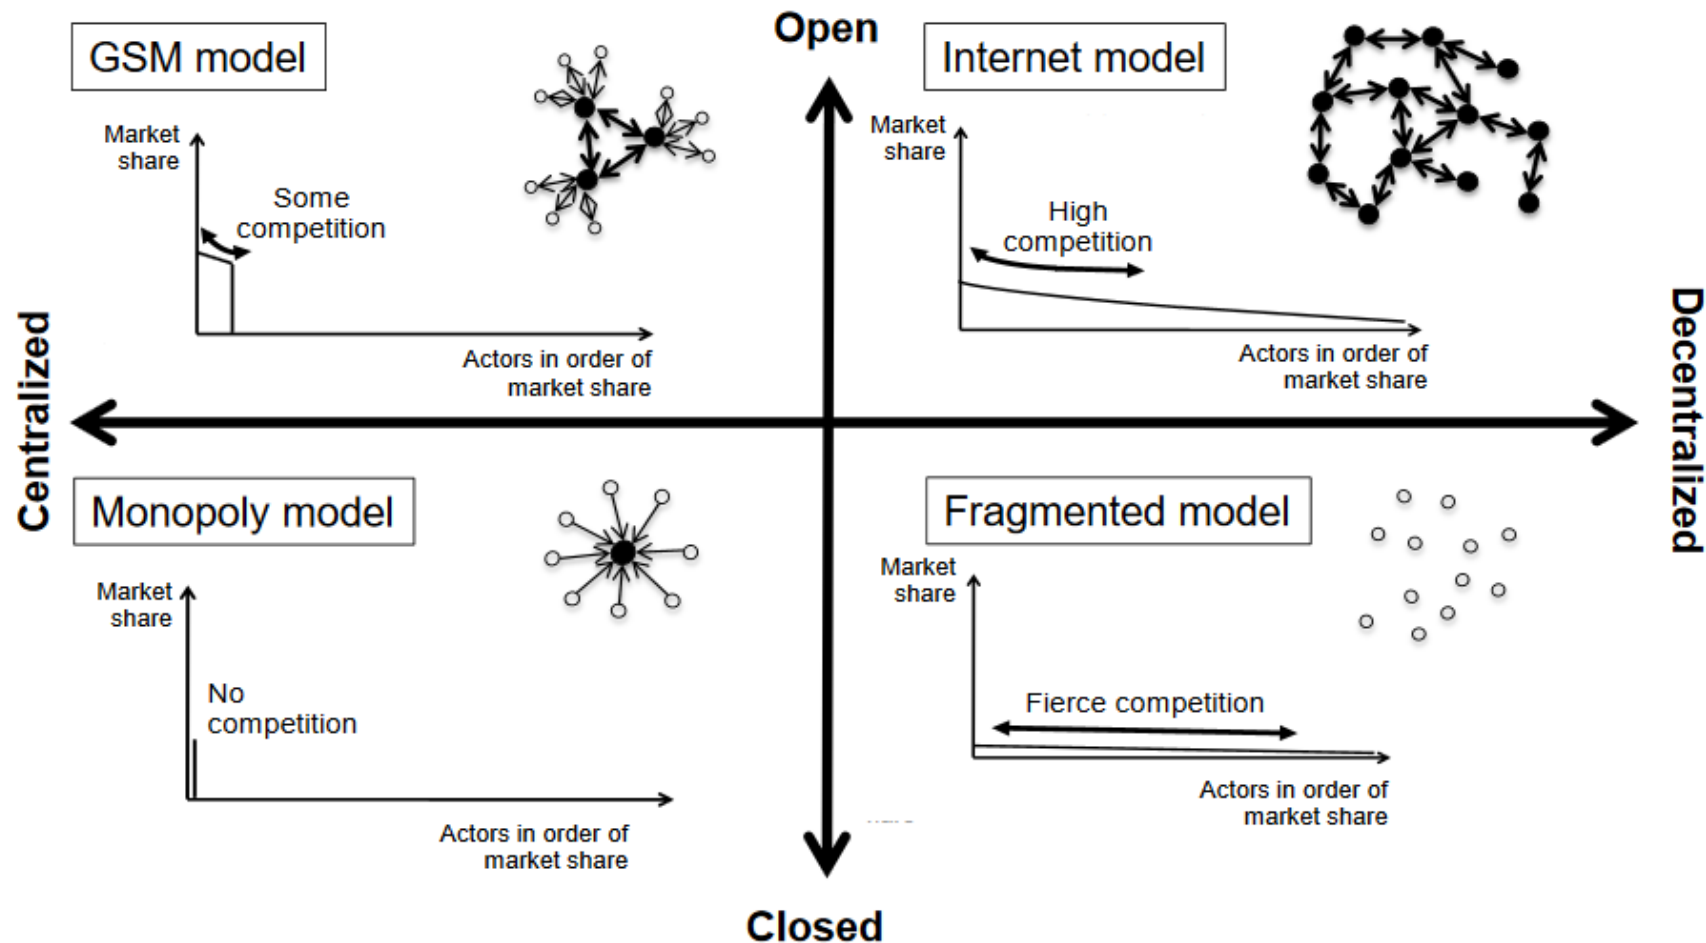 Open
GSM model
Market
share
Some
competition
Actors in order of
market share
Internet model
Market
share
High
competition
Actors in order of
market share
Centralized
Decentralized
Monopoly model
Market
share
No
competition
Actors in order of
market share
Fragmented model
Market
share
Fierce competition
Actors in order of
market share
Closed